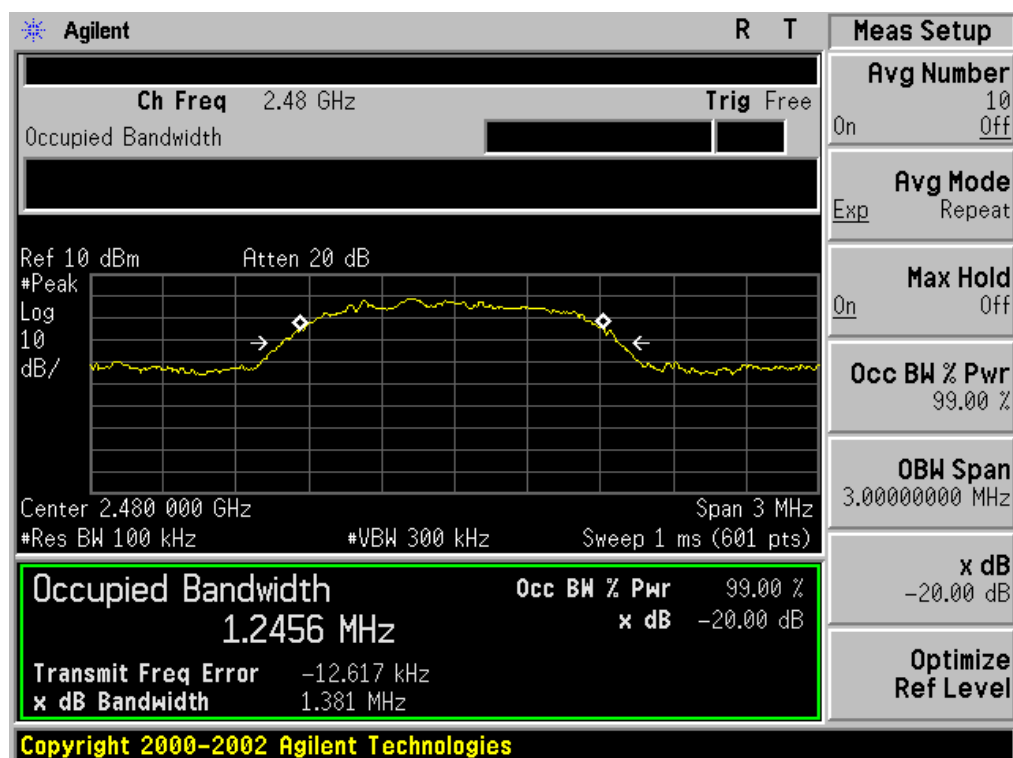 Agilent R T
Ch Freq 2.48 GHz Trig Free
Occupied Bandwidth
Ref 10 dBm Atten 20 dB
#Peak
Log
10
dB/
Center 2.480 000 GHz Span 3 MHz
#Res BW 100 kHz #VBW 300 kHz Sweep 1 ms (601 pts)
Occupied Bandwidth Occ BW % Pwr 99.00 %
1.2456 MHz x dB -20.00 dB
Transmit Freq Error -12.617 kHz
x dB Bandwidth 1.381 MHz
Copyright 2000-2002 Agilent Technologies
Meas Setup
Avg Number
10
On Off
Avg Mode
Exp Repeat
Max Hold
On Off
Occ BW % Pwr
99.00 %
OBW Span
3.00000000 MHz
x dB
-20.00 dB
Optimize
Ref Level